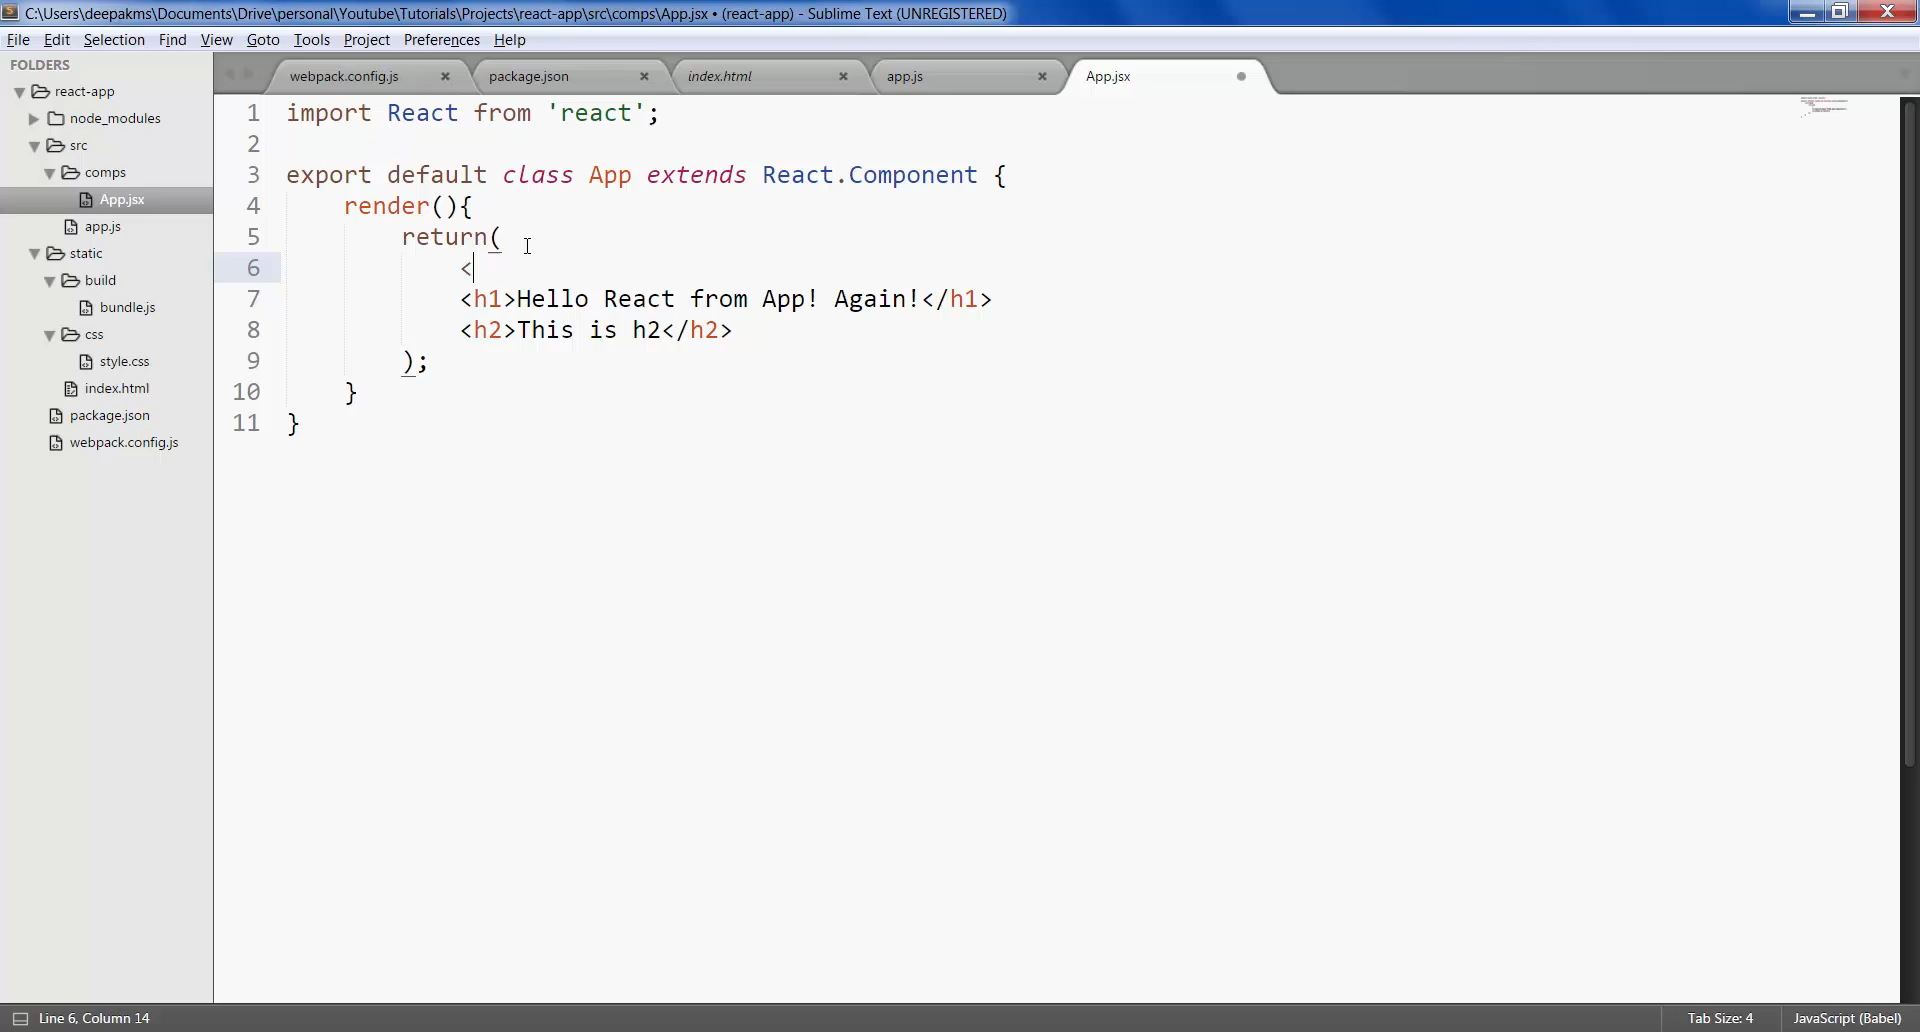 C:\Users\deepakms\Documents\Drive\personal\Youtube\Tutorials\Projects\react-app\src\comps\App.jsx • (react-app) - Sublime Text (UNREGISTERED)
File Edit Selection Find View Goto Tools Project Preferences Help
FOLDERS
react-app
node_modules
src
comps
App.jsx
app.js
static
build
bundle.js
css
style.css
index.html
package.json
webpack.config.js
webpack.config.js package.json index.html app.js App.jsx
1 import React from 'react';
2
3 export default class App extends React.Component {
4 render(){
5 return(
6 <
7 <h1>Hello React from App! Again!</h1>
8 <h2>This is h2</h2>
9 );
10 }
11 }
Line 6, Column 14 Tab Size: 4 JavaScript (Babel)